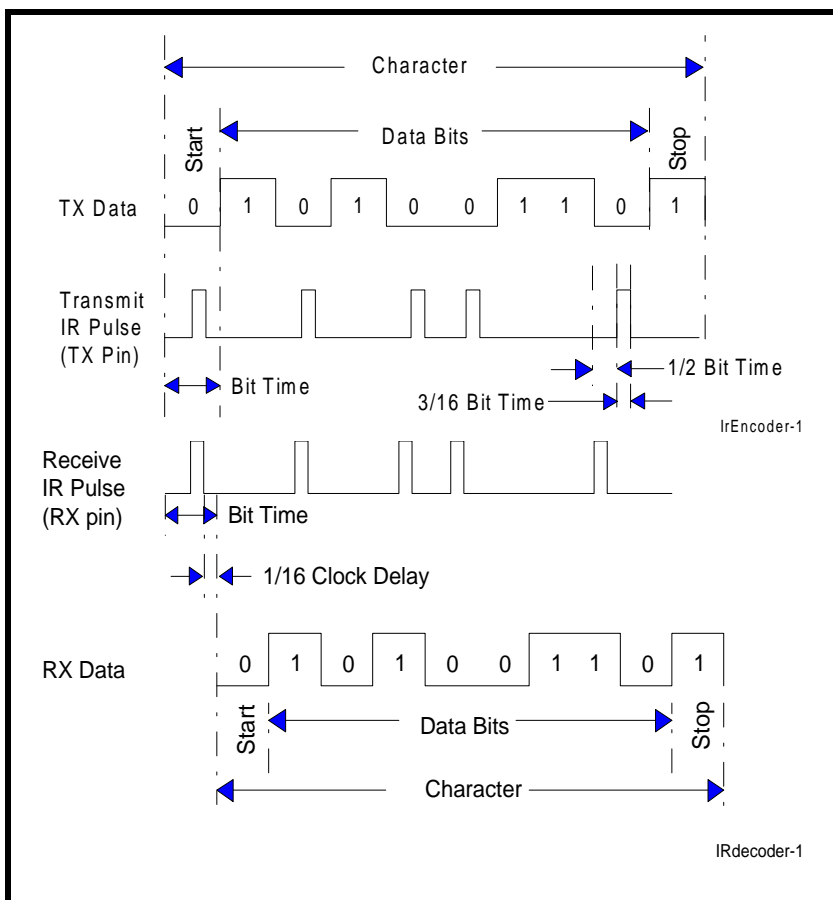 Character
Start
Data Bits
Stop
TX Data
0 1 0 1 0 0 1 1 0 1
Transmit
IR Pulse
(TX Pin)
Bit Time
1/2 Bit Time
3/16 Bit Time
IrEncoder-1
Receive
IR Pulse
(RX pin)
Bit Time
1/16 Clock Delay
RX Data
0 1 0 1 0 0 1 1 0 1
Start
Data Bits
Stop
Character
IRdecoder-1